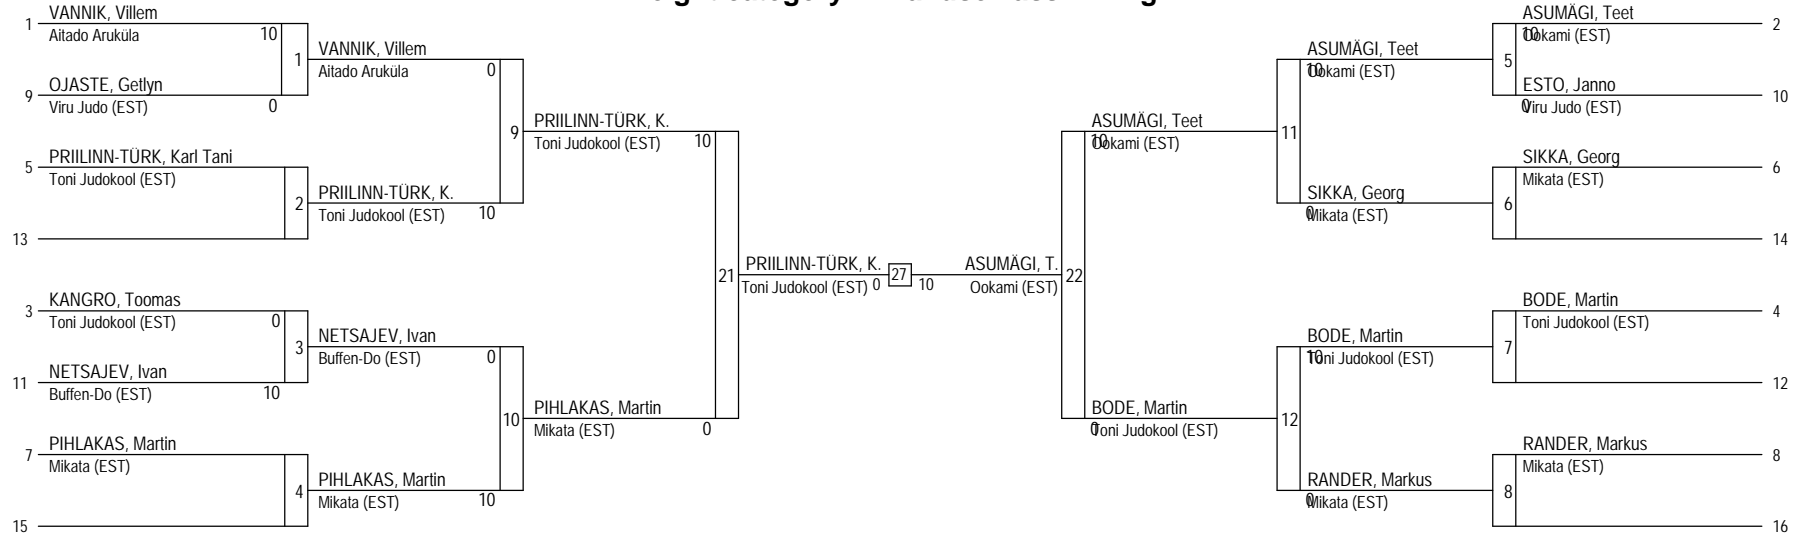 VANNIK, Villem
1
Aitado Aruküla 10
1
VANNIK, Villem
Aitado Aruküla 0
OJASTE, Getlyn
9
Viru Judo (EST) 0
9
PRIILINN-TÜRK, K.
Toni Judokool (EST) 10
PRIILINN-TÜRK, Karl Tani
5
Toni Judokool (EST)
2
PRIILINN-TÜRK, K.
Toni Judokool (EST) 10
13
21
PRIILINN-TÜRK, K.
Toni Judokool (EST) 0
27
KANGRO, Toomas
3
Toni Judokool (EST) 0
3
NETSAJEV, Ivan
Buffen-Do (EST) 0
NETSAJEV, Ivan
11
Buffen-Do (EST) 10
10
PIHLAKAS, Martin
Mikata (EST) 0
PIHLAKAS, Martin
7
Mikata (EST)
4
PIHLAKAS, Martin
Mikata (EST) 10
15
ASUMÄGI, T.
10 Ookami (EST)
22
ASUMÄGI, Teet
10 Ookami (EST)
11
ASUMÄGI, Teet
10 Ookami (EST)
5
ASUMÄGI, Teet
2
10 Ookami (EST)
ESTO, Janno
10
0 Viru Judo (EST)
SIKKA, Georg
0 Mikata (EST)
6
SIKKA, Georg
6
Mikata (EST)
14
BODE, Martin
0 Toni Judokool (EST)
12
BODE, Martin
10 Toni Judokool (EST)
7
BODE, Martin
4
Toni Judokool (EST)
12
RANDER, Markus
0 Mikata (EST)
8
RANDER, Markus
8
Mikata (EST)
16